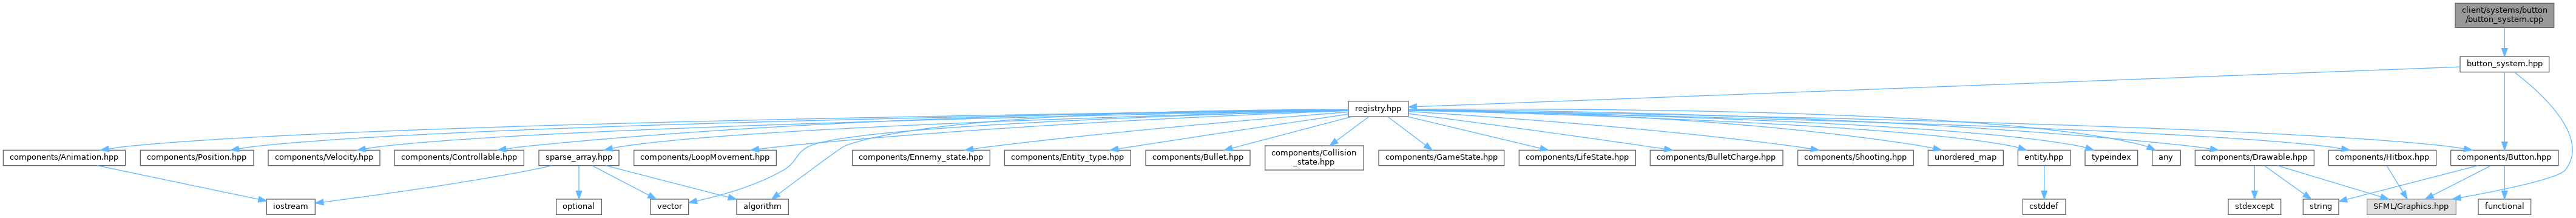 client/systems/button
/button_system.cpp
button_system.hpp
registry.hpp
components/Animation.hpp
components/Position.hpp
components/Velocity.hpp
components/Controllable.hpp
sparse_array.hpp
components/LoopMovement.hpp
components/Ennemy_state.hpp
components/Entity_type.hpp
components/Bullet.hpp
components/Collision
_state.hpp
components/GameState.hpp
components/LifeState.hpp
components/BulletCharge.hpp
components/Shooting.hpp
unordered_map
entity.hpp
typeindex
any
components/Drawable.hpp
components/Hitbox.hpp
components/Button.hpp
iostream
optional
vector
algorithm
cstddef
stdexcept
string
SFML/Graphics.hpp
functional